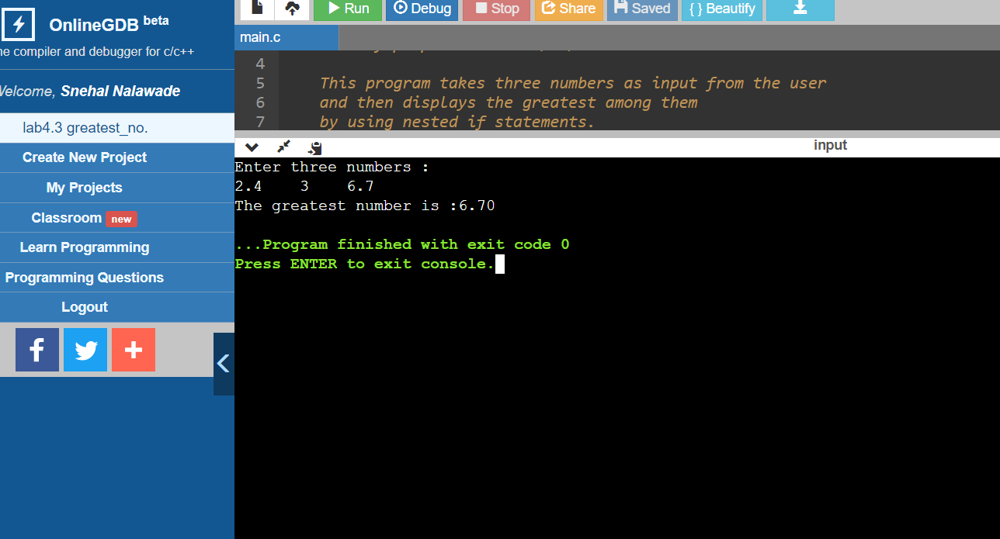 OnlineGDB beta
ne compiler and debugger for c/c++
Welcome, Snehal Nalawade
lab4.3 greatest_no.
Create New Project
My Projects
Classroom new
Learn Programming
Programming Questions
Logout
Run Debug Stop Share Saved { } Beautify
main.c
4
5 This program takes three numbers as input from the user
6 and then displays the greatest among them
7 by using nested if statements.
input
Enter three numbers :
2.4 3 6.7
The greatest number is :6.70
...Program finished with exit code 0
Press ENTER to exit console.